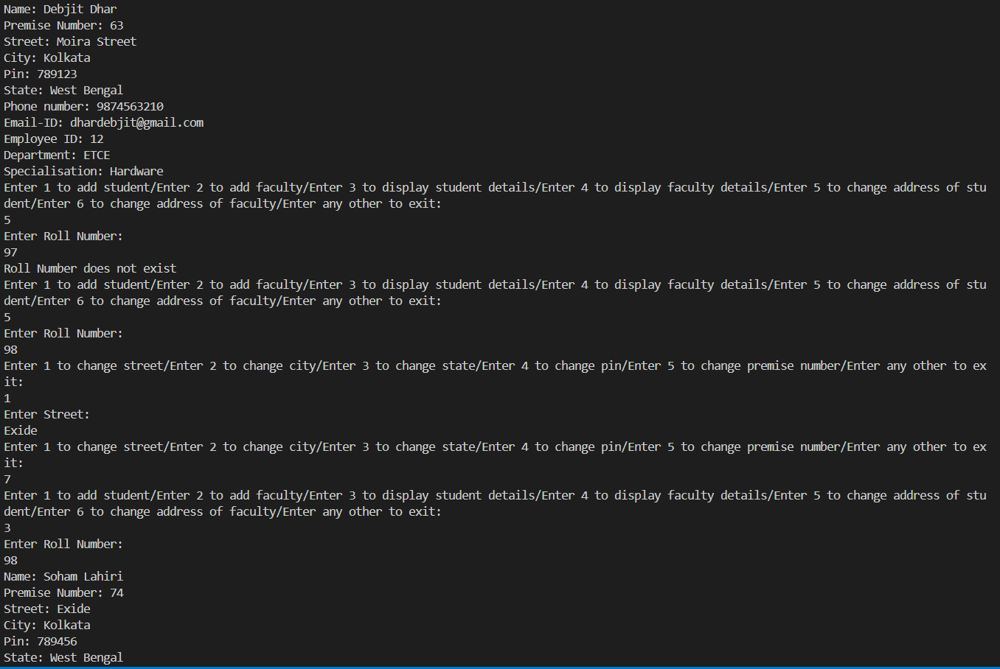 Name: Debjit Dhar
Premise Number: 63
Street: Moira Street
City: Kolkata
Pin: 789123
State: West Bengal
Phone number: 9874563210
Email-ID: dhardebjit@gmail.com
Employee ID: 12
Department: ETCE
Specialisation: Hardware
Enter 1 to add student/Enter 2 to add faculty/Enter 3 to display student details/Enter 4 to display faculty details/Enter 5 to change address of stu
dent/Enter 6 to change address of faculty/Enter any other to exit:
5
Enter Roll Number:
97
Roll Number does not exist
Enter 1 to add student/Enter 2 to add faculty/Enter 3 to display student details/Enter 4 to display faculty details/Enter 5 to change address of stu
dent/Enter 6 to change address of faculty/Enter any other to exit:
5
Enter Roll Number:
98
Enter 1 to change street/Enter 2 to change city/Enter 3 to change state/Enter 4 to change pin/Enter 5 to change premise number/Enter any other to ex
it:
1
Enter Street:
Exide
Enter 1 to change street/Enter 2 to change city/Enter 3 to change state/Enter 4 to change pin/Enter 5 to change premise number/Enter any other to ex
it:
7
Enter 1 to add student/Enter 2 to add faculty/Enter 3 to display student details/Enter 4 to display faculty details/Enter 5 to change address of stu
dent/Enter 6 to change address of faculty/Enter any other to exit:
3
Enter Roll Number:
98
Name: Soham Lahiri
Premise Number: 74
Street: Exide
City: Kolkata
Pin: 789456
State: West Bengal